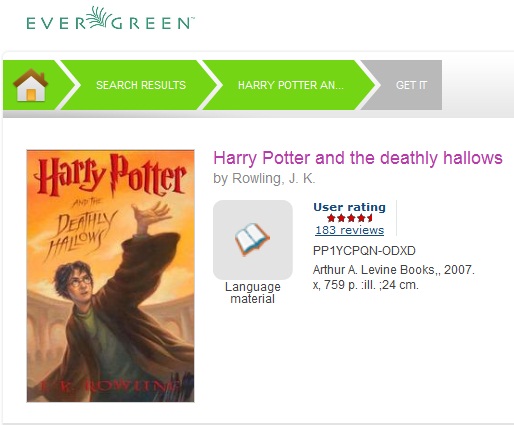 EVERGREEN™
SEARCH RESULTS
HARRY POTTER AN...
GET IT
Harry Potter
AND THE
DEATHLY
HALLOWS
J. K. ROWLING
Harry Potter and the deathly hallows
by Rowling, J. K.
Language
material
User rating
183 reviews
PP1YCPQN-ODXD
Arthur A. Levine Books,, 2007.
x, 759 p. :ill. ;24 cm.